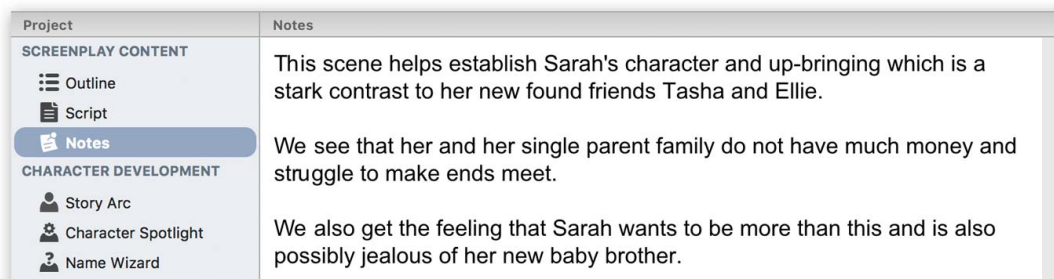 Project
Notes
SCREENPLAY CONTENT
Outline
Script
Notes
CHARACTER DEVELOPMENT
Story Arc
Character Spotlight
Name Wizard
This scene helps establish Sarah's character and up-bringing which is a
stark contrast to her new found friends Tasha and Ellie.
We see that her and her single parent family do not have much money and
struggle to make ends meet.
We also get the feeling that Sarah wants to be more than this and is also
possibly jealous of her new baby brother.